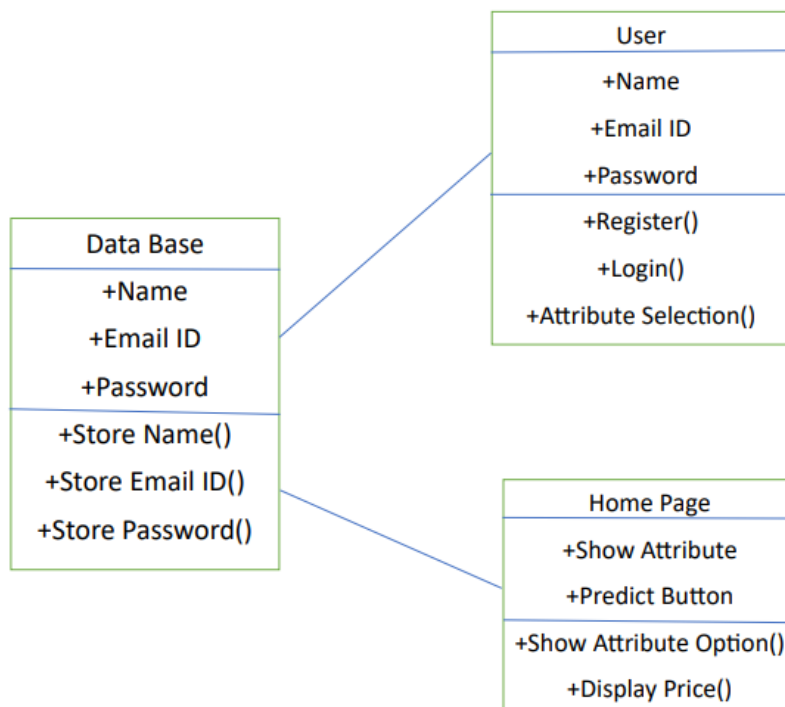 User
+Name
+Email ID
+Password
+Register()
+Login()
+Attribute Selection()
Data Base
+Name
+Email ID
+Password
+Store Name()
+Store Email ID()
+Store Password()
Home Page
+Show Attribute
+Predict Button
+Show Attribute Option()
+Display Price()